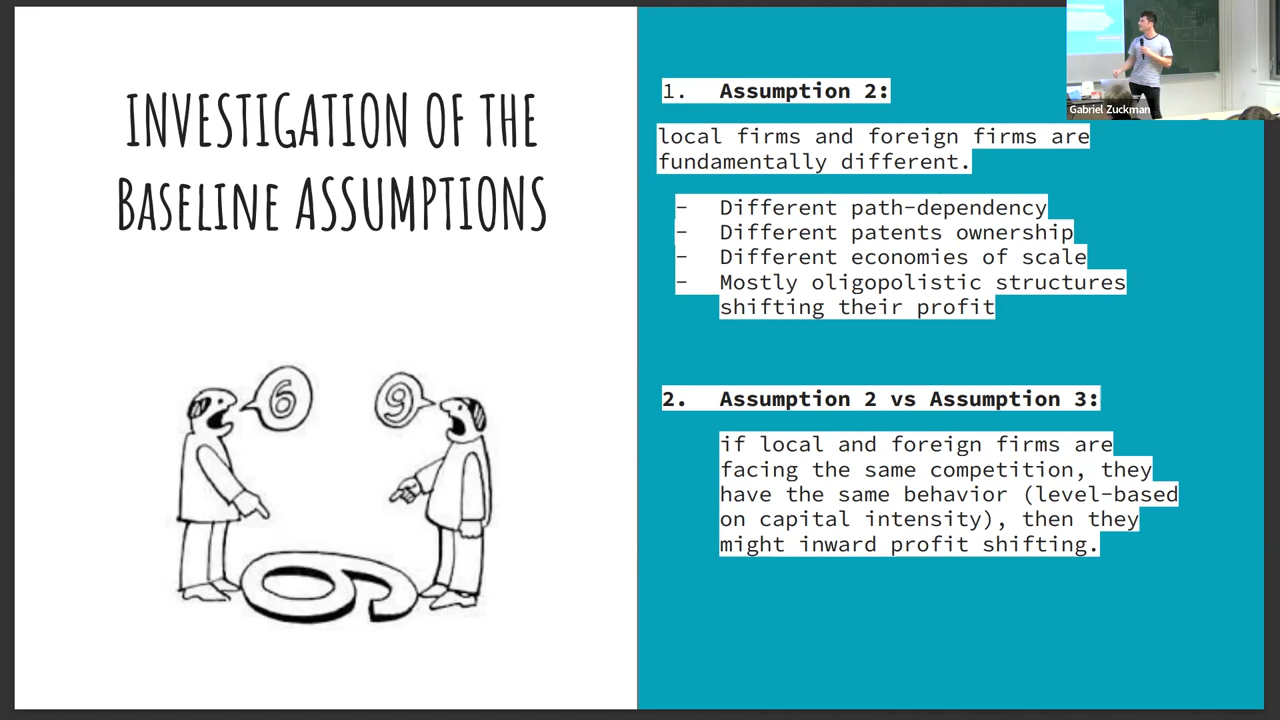 INVESTIGATION OF THE
BASELINE ASSUMPTIONS
6
9
1. Assumption 2:
local firms and foreign firms are
fundamentally different.
- Different path-dependency
- Different patents ownership
- Different economies of scale
- Mostly oligopolistic structures
shifting their profit
2. Assumption 2 vs Assumption 3:
if local and foreign firms are
facing the same competition, they
have the same behavior (level-based
on capital intensity), then they
might inward profit shifting.
Gabriel Zuckman